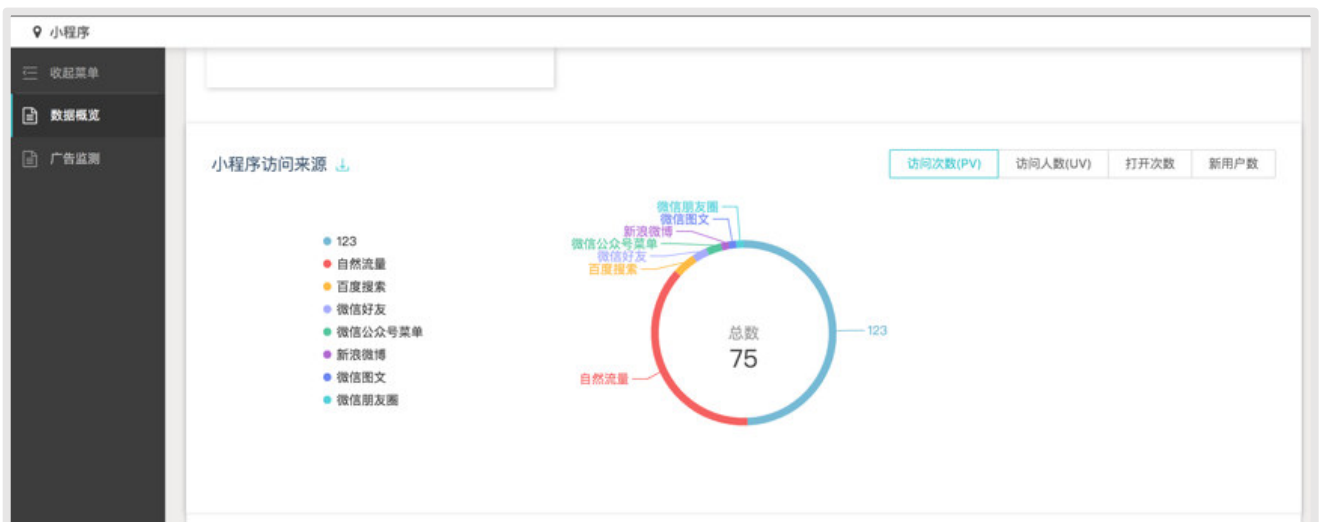 小程序
收起菜单
数据概览
广告监测
小程序访问来源
访问次数(PV) 访问人数(UV) 打开次数 新用户数
123
自然流量
百度搜索
微信好友
微信公众号菜单
新浪微博
微信图文
微信朋友圈
微信朋友圈
微信图文
新浪微博
微信公众号菜单
微信好友
百度搜索
自然流量
123
总数
75